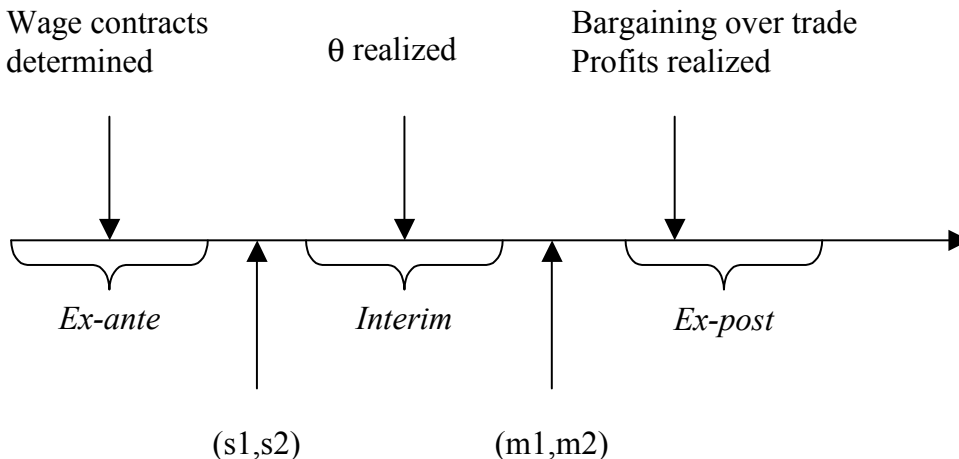 Wage contracts
determined
θ realized
Bargaining over trade
Profits realized
Ex-ante
Interim
Ex-post
(s1,s2)
(m1,m2)